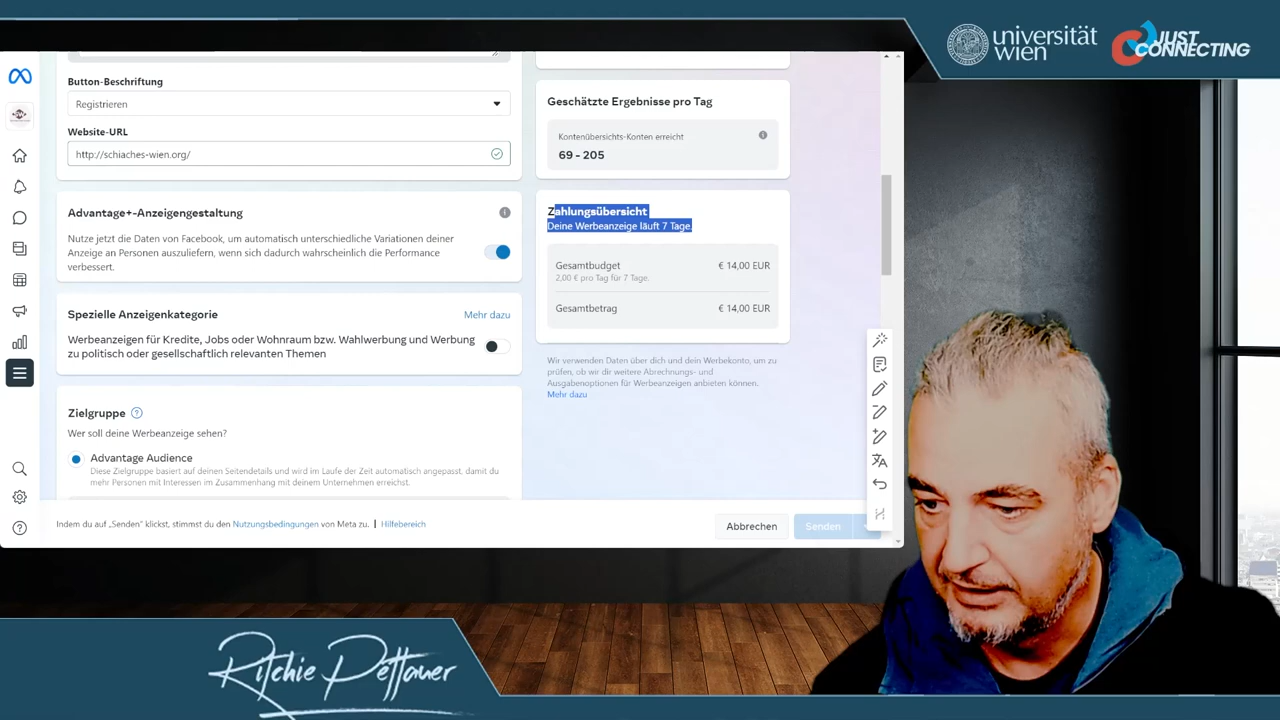 universität
wien
JUST
CONNECTING
Button-Beschriftung
Registrieren
Website-URL
http://schiaches-wien.org/
Advantage+-Anzeigengestaltung
Nutze jetzt die Daten von Facebook, um automatisch unterschiedliche Variationen deiner
Anzeige an Personen auszuliefern, wenn sich dadurch wahrscheinlich die Performance
verbessert.
Spezielle Anzeigenkategorie
Mehr dazu
Werbeanzeigen für Kredite, Jobs oder Wohnraum bzw. Wahlwerbung und Werbung
zu politisch oder gesellschaftlich relevanten Themen
Zielgruppe
Wer soll deine Werbeanzeige sehen?
Advantage Audience
Diese Zielgruppe basiert auf deinen Seitendetails und wird im Laufe der Zeit automatisch angepasst, damit du
mehr Personen mit Interessen im Zusammenhang mit deinem Unternehmen erreichst.
Geschätzte Ergebnisse pro Tag
Kontenübersichts-Konten erreicht
69 - 205
Zahlungsübersicht
Deine Werbeanzeige läuft 7 Tage.
Gesamtbudget € 14,00 EUR
2,00 € pro Tag für 7 Tage.
Gesamtbetrag € 14,00 EUR
Wir verwenden Daten über dich und dein Werbekonto, um zu
prüfen, ob wir dir weitere Abrechnungs- und
Ausgabenoptionen für Werbeanzeigen anbieten können.
Mehr dazu
Indem du auf „Senden" klickst, stimmst du den Nutzungsbedingungen von Meta zu. | Hilfebereich
Abbrechen
Senden
Ritchie Pettauer